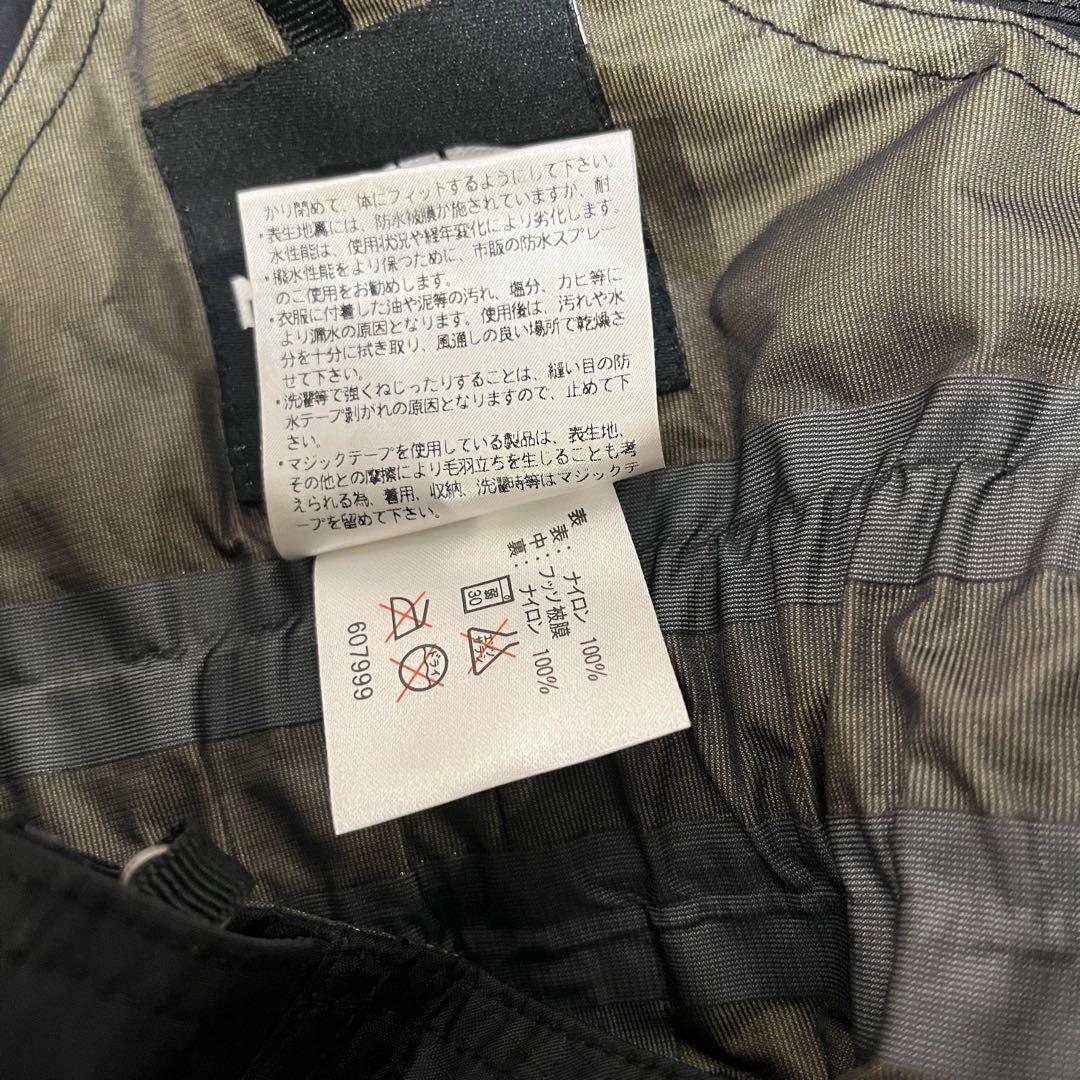 かり閉めて、体にフィットするようにして下さい。
・表生地裏には、防水被膜が施されていますが、耐
水性能は、使用状況や経年変化により劣化します。
・撥水性能をより保つために、市販の防水スプレー
のご使用をお勧めします。
・衣服に付着した油や泥等の汚れ、塩分、カビ等に
より漏水の原因となります。使用後は、汚れや水
分を十分に拭き取り、風通しの良い場所で乾燥さ
せて下さい。
・洗濯等で強くねじったりすることは、縫い目の防
水テープ剥がれの原因となりますので、止めて下
さい。
・マジックテープを使用している製品は、表生地、
その他との摩擦により毛羽立ちを生じることも考
えられる為、着用、収納、洗濯時等はマジックテ
ープを留めて下さい。
表：ナイロン 100%
表中：フッソ被膜
裏：ナイロン 100%
弱
30
エンソ
サラシ
ドライ
607999